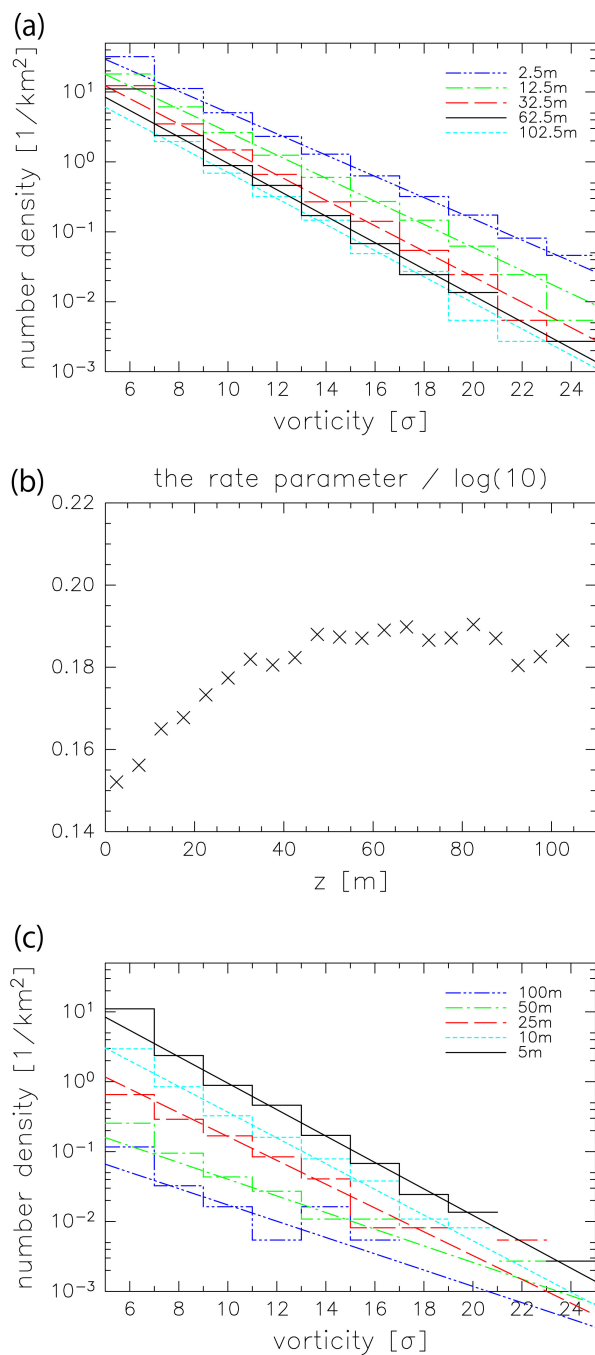 (a)
number density [1/km²]
10¹
10⁰
10⁻¹
10⁻²
10⁻³
2.5m
12.5m
32.5m
62.5m
102.5m
6 8 10 12 14 16 18 20 22 24
vorticity [σ]
(b)
the rate parameter / log(10)
0.22
0.20
0.18
0.16
0.14
0 20 40 60 80 100
z [m]
(c)
number density [1/km²]
10¹
10⁰
10⁻¹
10⁻²
10⁻³
100m
50m
25m
10m
5m
6 8 10 12 14 16 18 20 22 24
vorticity [σ]